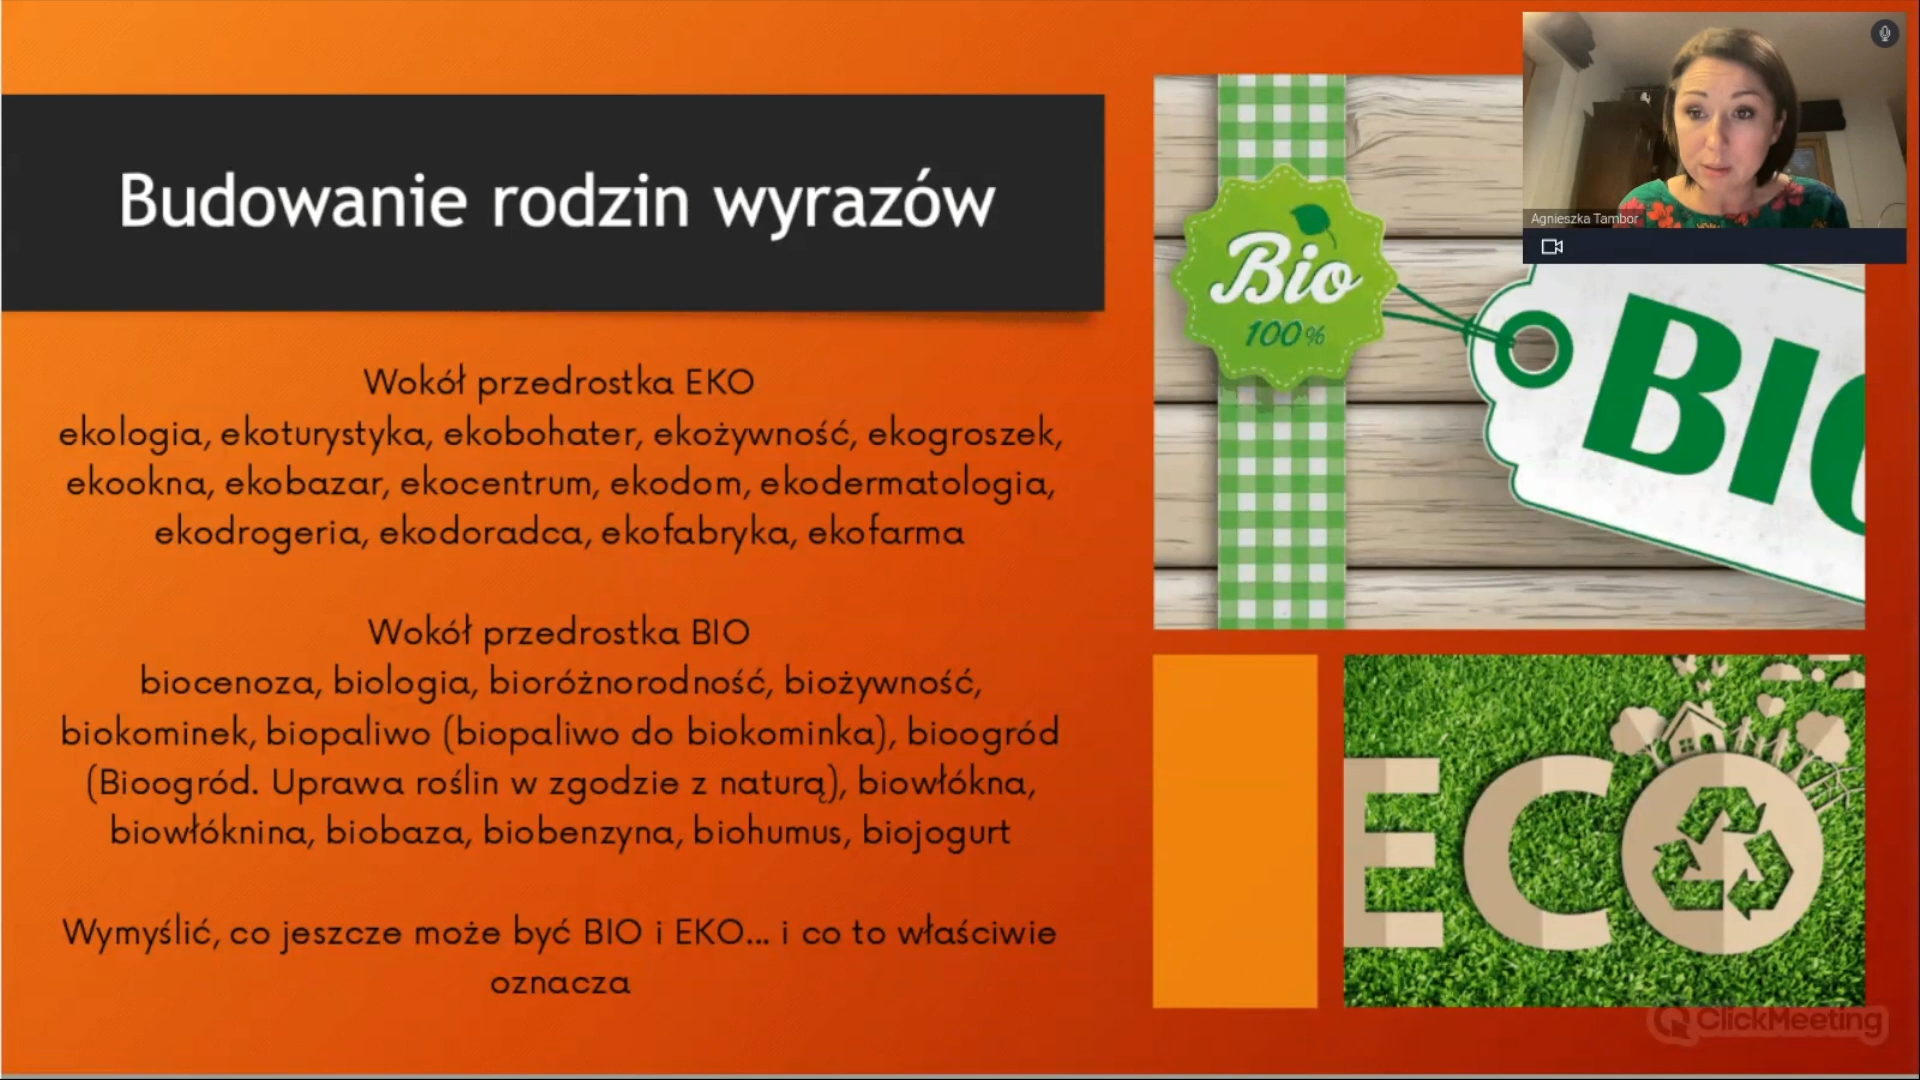 Budowanie rodzin wyrazów
Wokół przedrostka EKO
ekologia, ekoturystyka, ekobohater, ekożywność, ekogroszek,
ekookna, ekobazar, ekocentrum, ekodom, ekodermatologia,
ekodrogeria, ekodoradca, ekofabryka, ekofarma
Wokół przedrostka BIO
biocenoza, biologia, bioróżnorodność, biożywność,
biokominek, biopaliwo (biopaliwo do biokominka), bioogród
(Bioogród. Uprawa roślin w zgodzie z naturą), biowłókna,
biowłóknina, biobaza, biobenzyna, biohumus, biojogurt
Wymyślić, co jeszcze może być BIO i EKO... i co to właściwie
oznacza
Bio
100%
BIO
Agnieszka Tambor
ECO
ClickMeeting